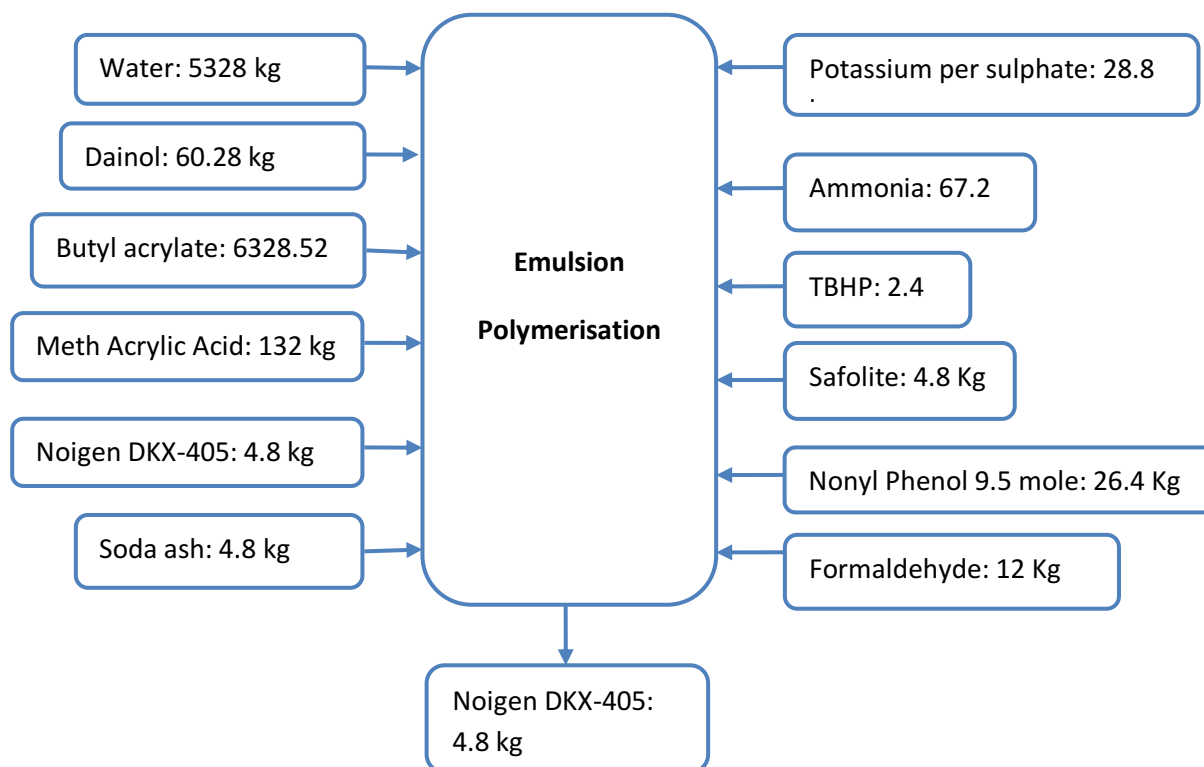 Water: 5328 kg
Dainol: 60.28 kg
Butyl acrylate: 6328.52
Meth Acrylic Acid: 132 kg
Noigen DKX-405: 4.8 kg
Soda ash: 4.8 kg
Emulsion
Polymerisation
Potassium per sulphate: 28.8
.
Ammonia: 67.2
TBHP: 2.4
Safolite: 4.8 Kg
Nonyl Phenol 9.5 mole: 26.4 Kg
Formaldehyde: 12 Kg
Noigen DKX-405:
4.8 kg